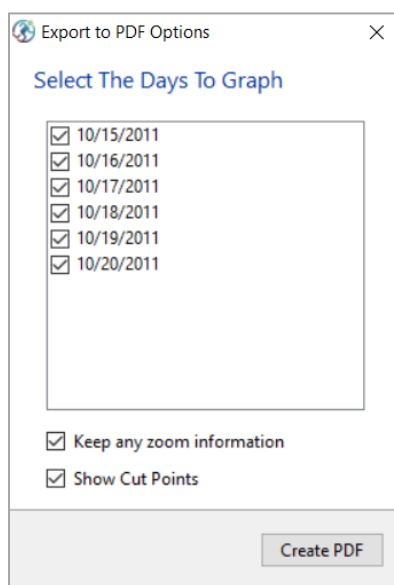 Export to PDF Options
Select The Days To Graph
10/15/2011
10/16/2011
10/17/2011
10/18/2011
10/19/2011
10/20/2011
Keep any zoom information
Show Cut Points
Create PDF